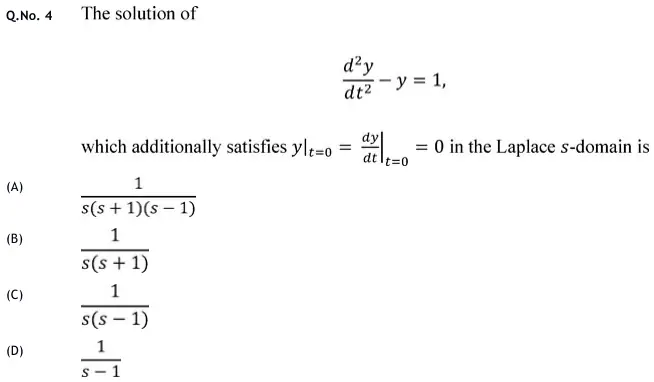 Q.No. 4 The solution of
d²y/dt² − y = 1,
which additionally satisfies y|t=0 = dy/dt|t=0 = 0 in the Laplace s-domain is
(A) 1/(s(s + 1)(s − 1))
(B) 1/(s(s + 1))
(C) 1/(s(s − 1))
(D) 1/(s − 1)